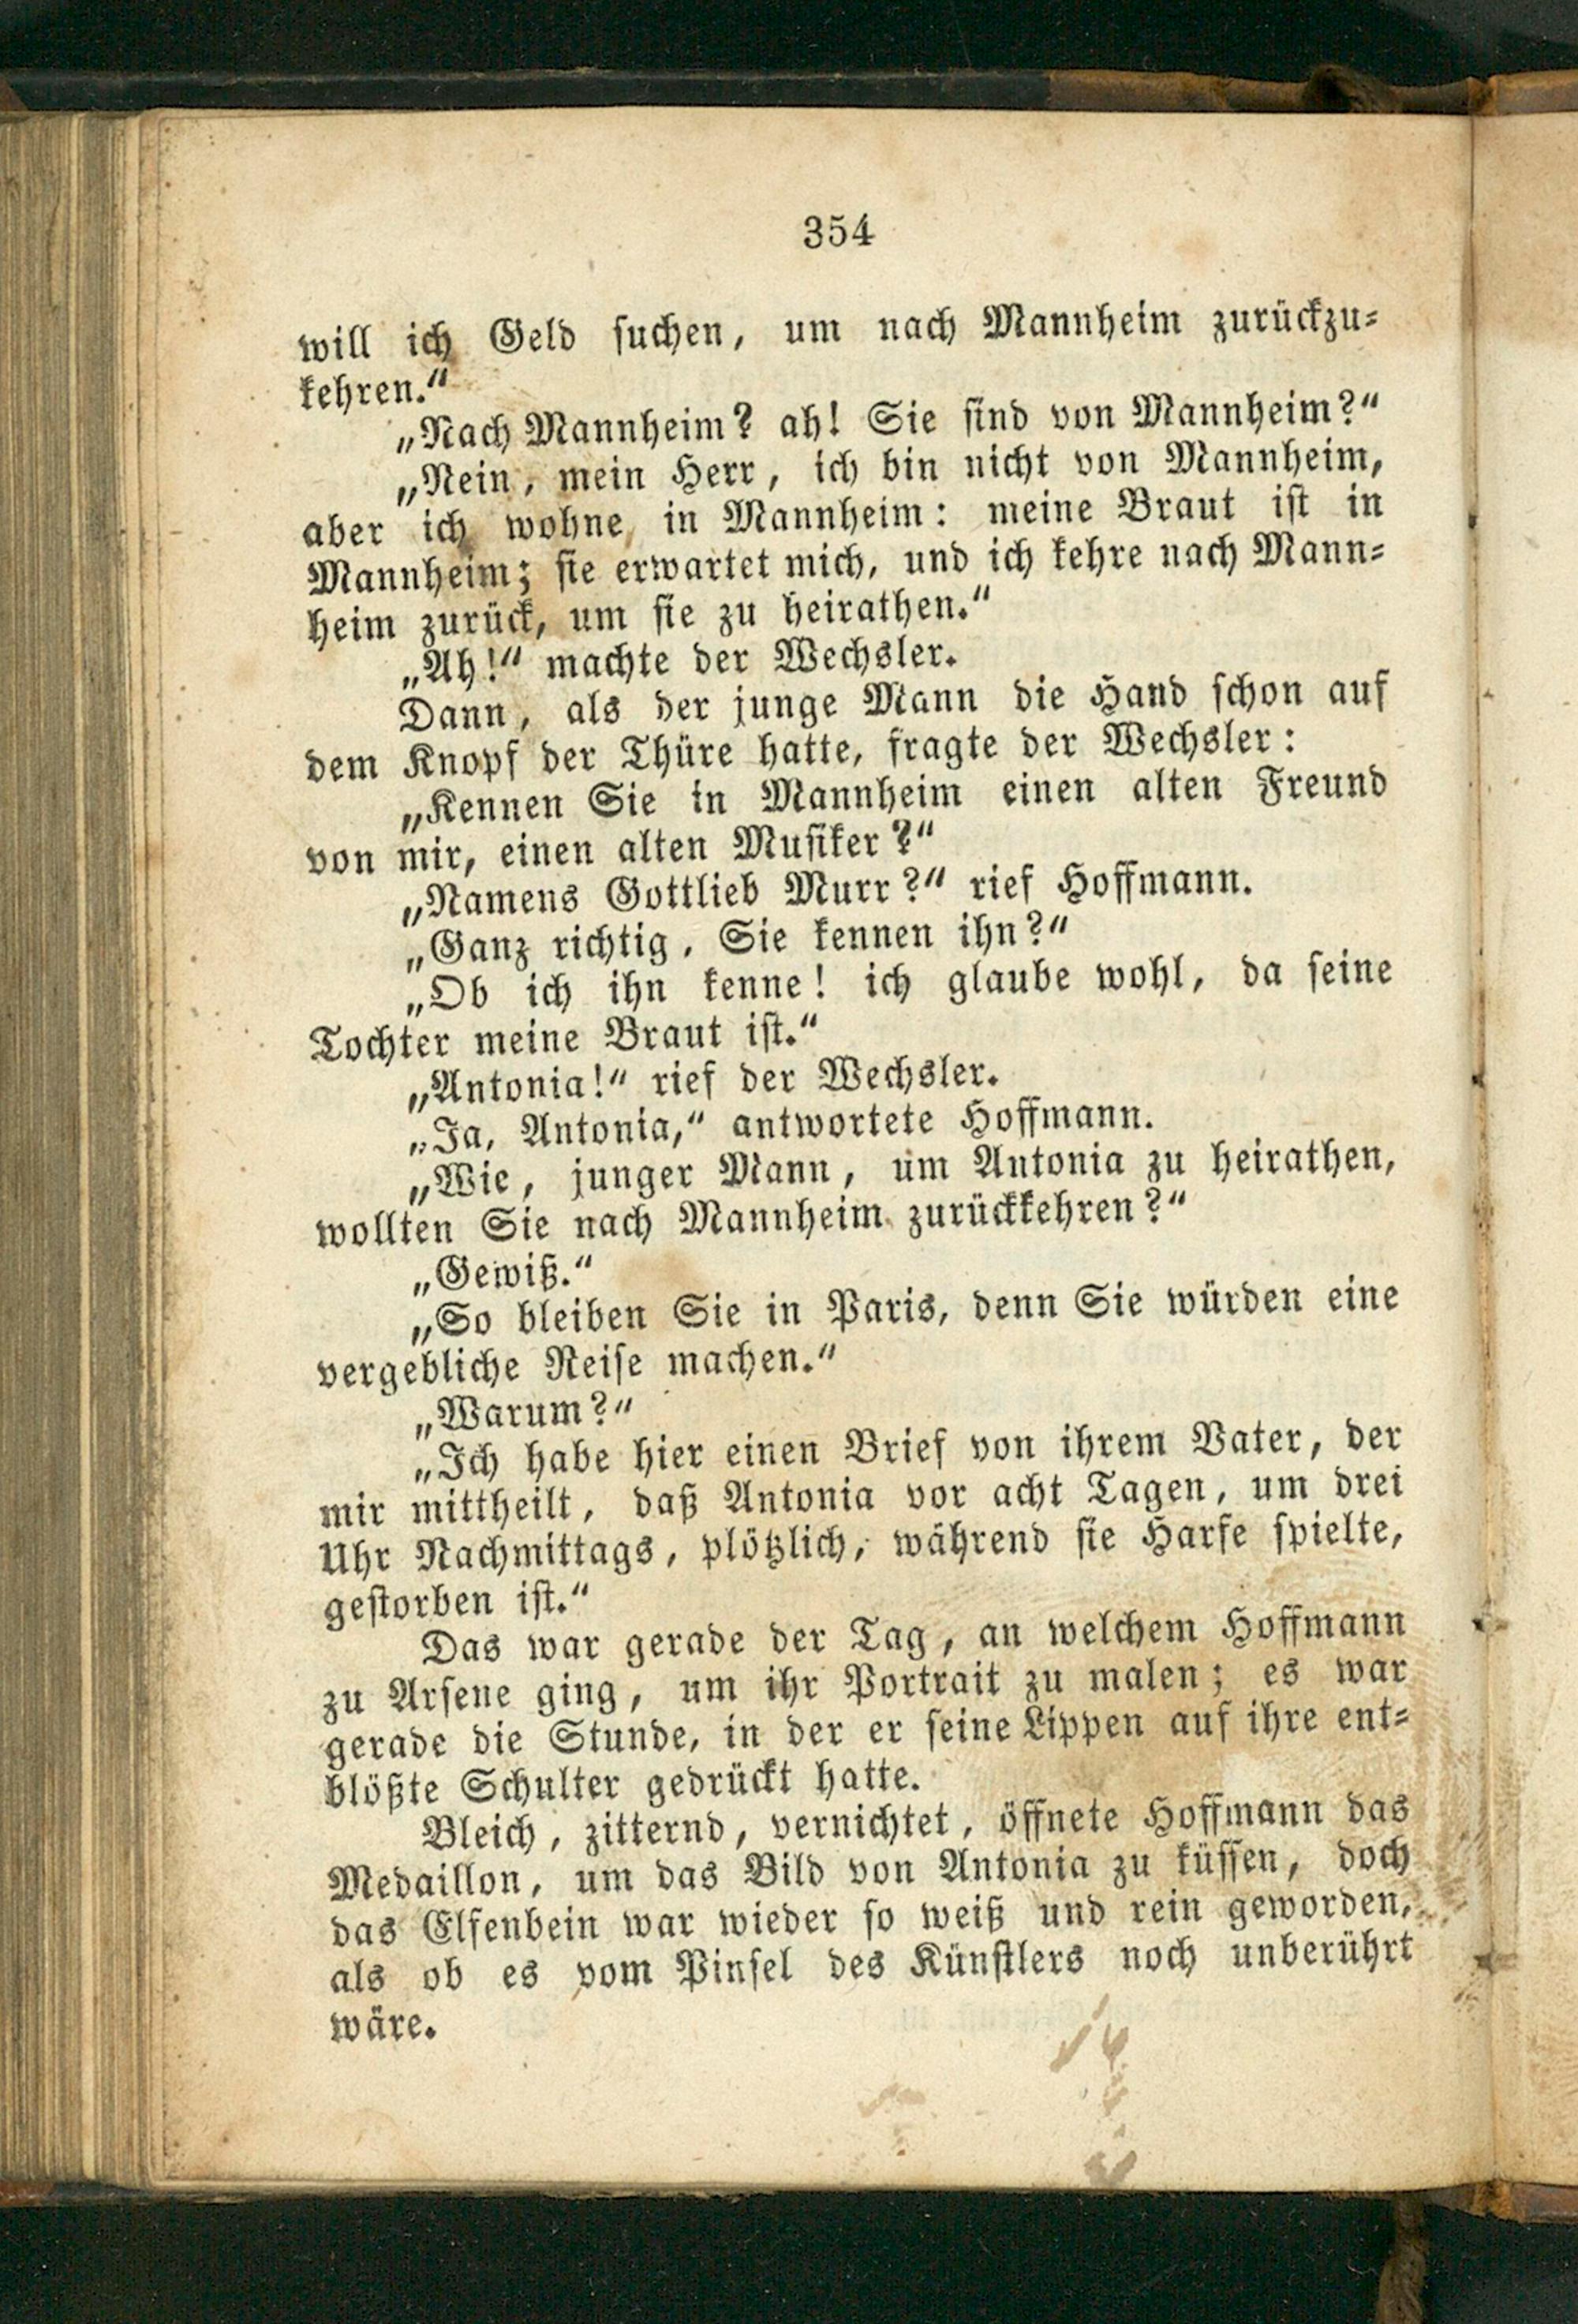 354
will ich Geld suchen, um nach Mannheim zurückzu-
kehren.“
„Nach Mannheim? ah! Sie sind von Mannheim?“
„Nein, mein Herr, ich bin nicht von Mannheim,
aber ich wohne in Mannheim: meine Braut ist in
Mannheim; sie erwartet mich, und ich kehre nach Mann-
heim zurück, um sie zu heirathen.“
„Ah!“ machte der Wechsler.
Dann, als der junge Mann die Hand schon auf
dem Knopf der Thüre hatte, fragte der Wechsler:
„Kennen Sie in Mannheim einen alten Freund
von mir, einen alten Musiker?“
„Namens Gottlieb Murr?“ rief Hoffmann.
„Ganz richtig, Sie kennen ihn?“
„Ob ich ihn kenne! ich glaube wohl, da seine
Tochter meine Braut ist.“
„Antonia!“ rief der Wechsler.
„Ja, Antonia,“ antwortete Hoffmann.
„Wie, junger Mann, um Antonia zu heirathen,
wollten Sie nach Mannheim zurückkehren?“
„Gewiß.“
„So bleiben Sie in Paris, denn Sie würden eine
vergebliche Reise machen.“
„Warum?“
„Ich habe hier einen Brief von ihrem Vater, der
mir mittheilt, daß Antonia vor acht Tagen, um drei
Uhr Nachmittags, plötzlich, während sie Harfe spielte,
gestorben ist.“
Das war gerade der Tag, an welchem Hoffmann
zu Arsene ging, um ihr Portrait zu malen; es war
gerade die Stunde, in der er seine Lippen auf ihre ent-
blößte Schulter gedrückt hatte.
Bleich, zitternd, vernichtet, öffnete Hoffmann das
Medaillon, um das Bild von Antonia zu küssen, doch
das Elfenbein war wieder so weiß und rein geworden,
als ob es vom Pinsel des Künstlers noch unberührt
wäre.